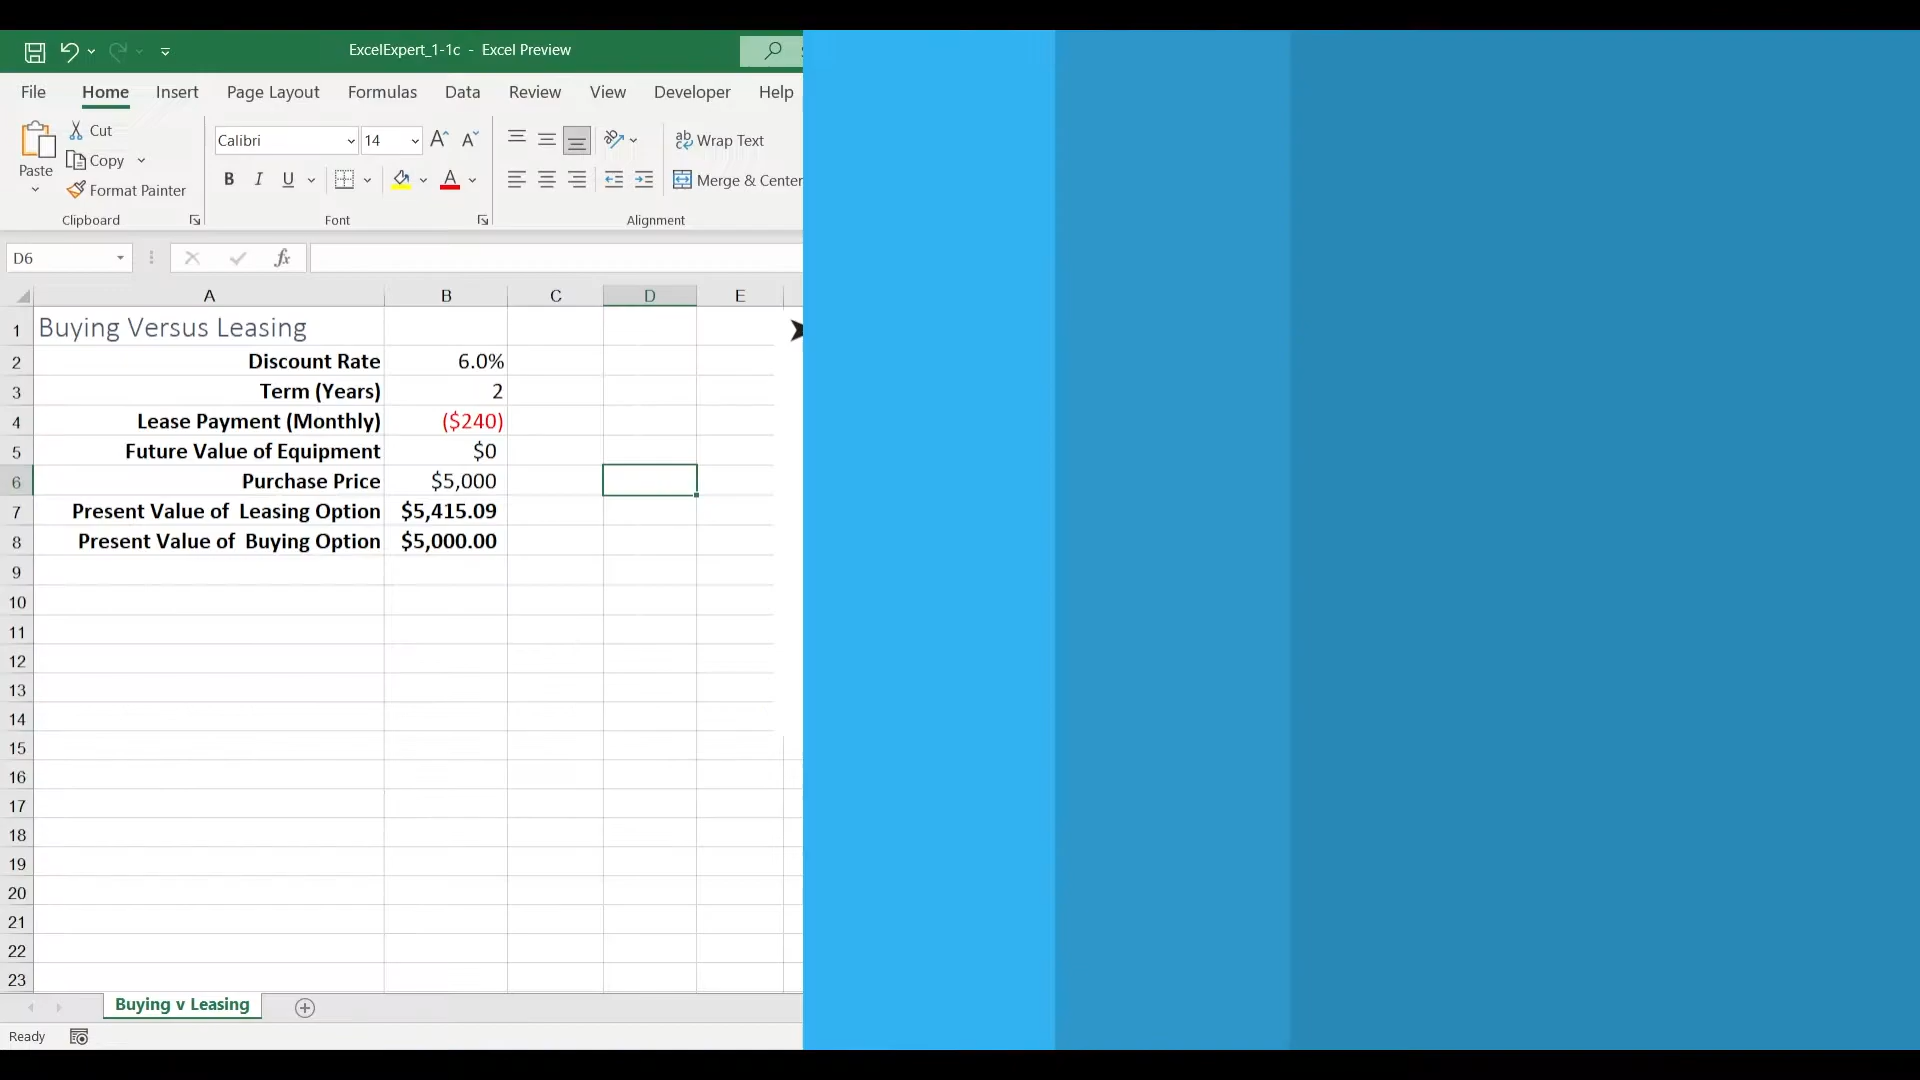 ExcelExpert_1-1c - Excel Preview
File Home Insert Page Layout Formulas Data Review View Developer Help
Paste
Cut
Copy
Format Painter
Clipboard
Calibri 14
B I U
Font
Wrap Text
Merge & Center
Alignment
D6 fx
A B C D E
1 Buying Versus Leasing
2 Discount Rate 6.0%
3 Term (Years) 2
4 Lease Payment (Monthly) ($240)
5 Future Value of Equipment $0
6 Purchase Price $5,000
7 Present Value of Leasing Option $5,415.09
8 Present Value of Buying Option $5,000.00
9
10
11
12
13
14
15
16
17
18
19
20
21
22
23
Buying v Leasing
Ready